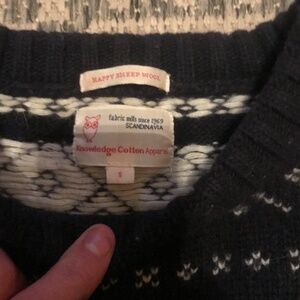 HAPPY SHEEP WOOL
fabric mills since 1969
SCANDINAVIA
Knowledge Cotton Apparel
S